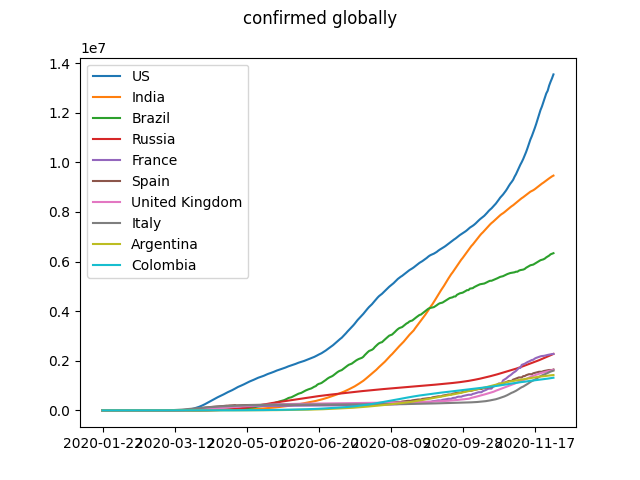 confirmed globally
1e7
1.4
1.2
1.0
0.8
0.6
0.4
0.2
0.0
US
India
Brazil
Russia
France
Spain
United Kingdom
Italy
Argentina
Colombia
2020-01-22 2020-03-12 2020-05-01 2020-06-20 2020-08-09 2020-09-28 2020-11-17